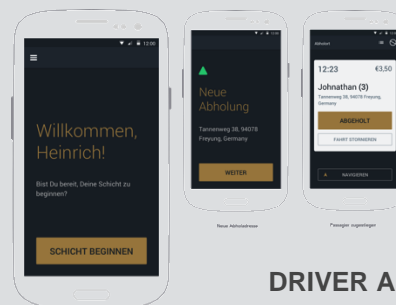 12:00
Willkommen,
Heinrich!
Bist Du bereit, Deine Schicht zu
beginnen?
SCHICHT BEGINNEN
Neue
Abholung
Tannenweg 38, 94078
Freyung, Germany
WEITER
Neue Abholadresse
Abholort
12:23 €3,50
Johnathan (3)
Tannenweg 38, 94078 Freyung,
Germany
ABGEHOLT
FAHRT STORNIEREN
NAVIGIEREN
Passagier zugestiegen
DRIVER A